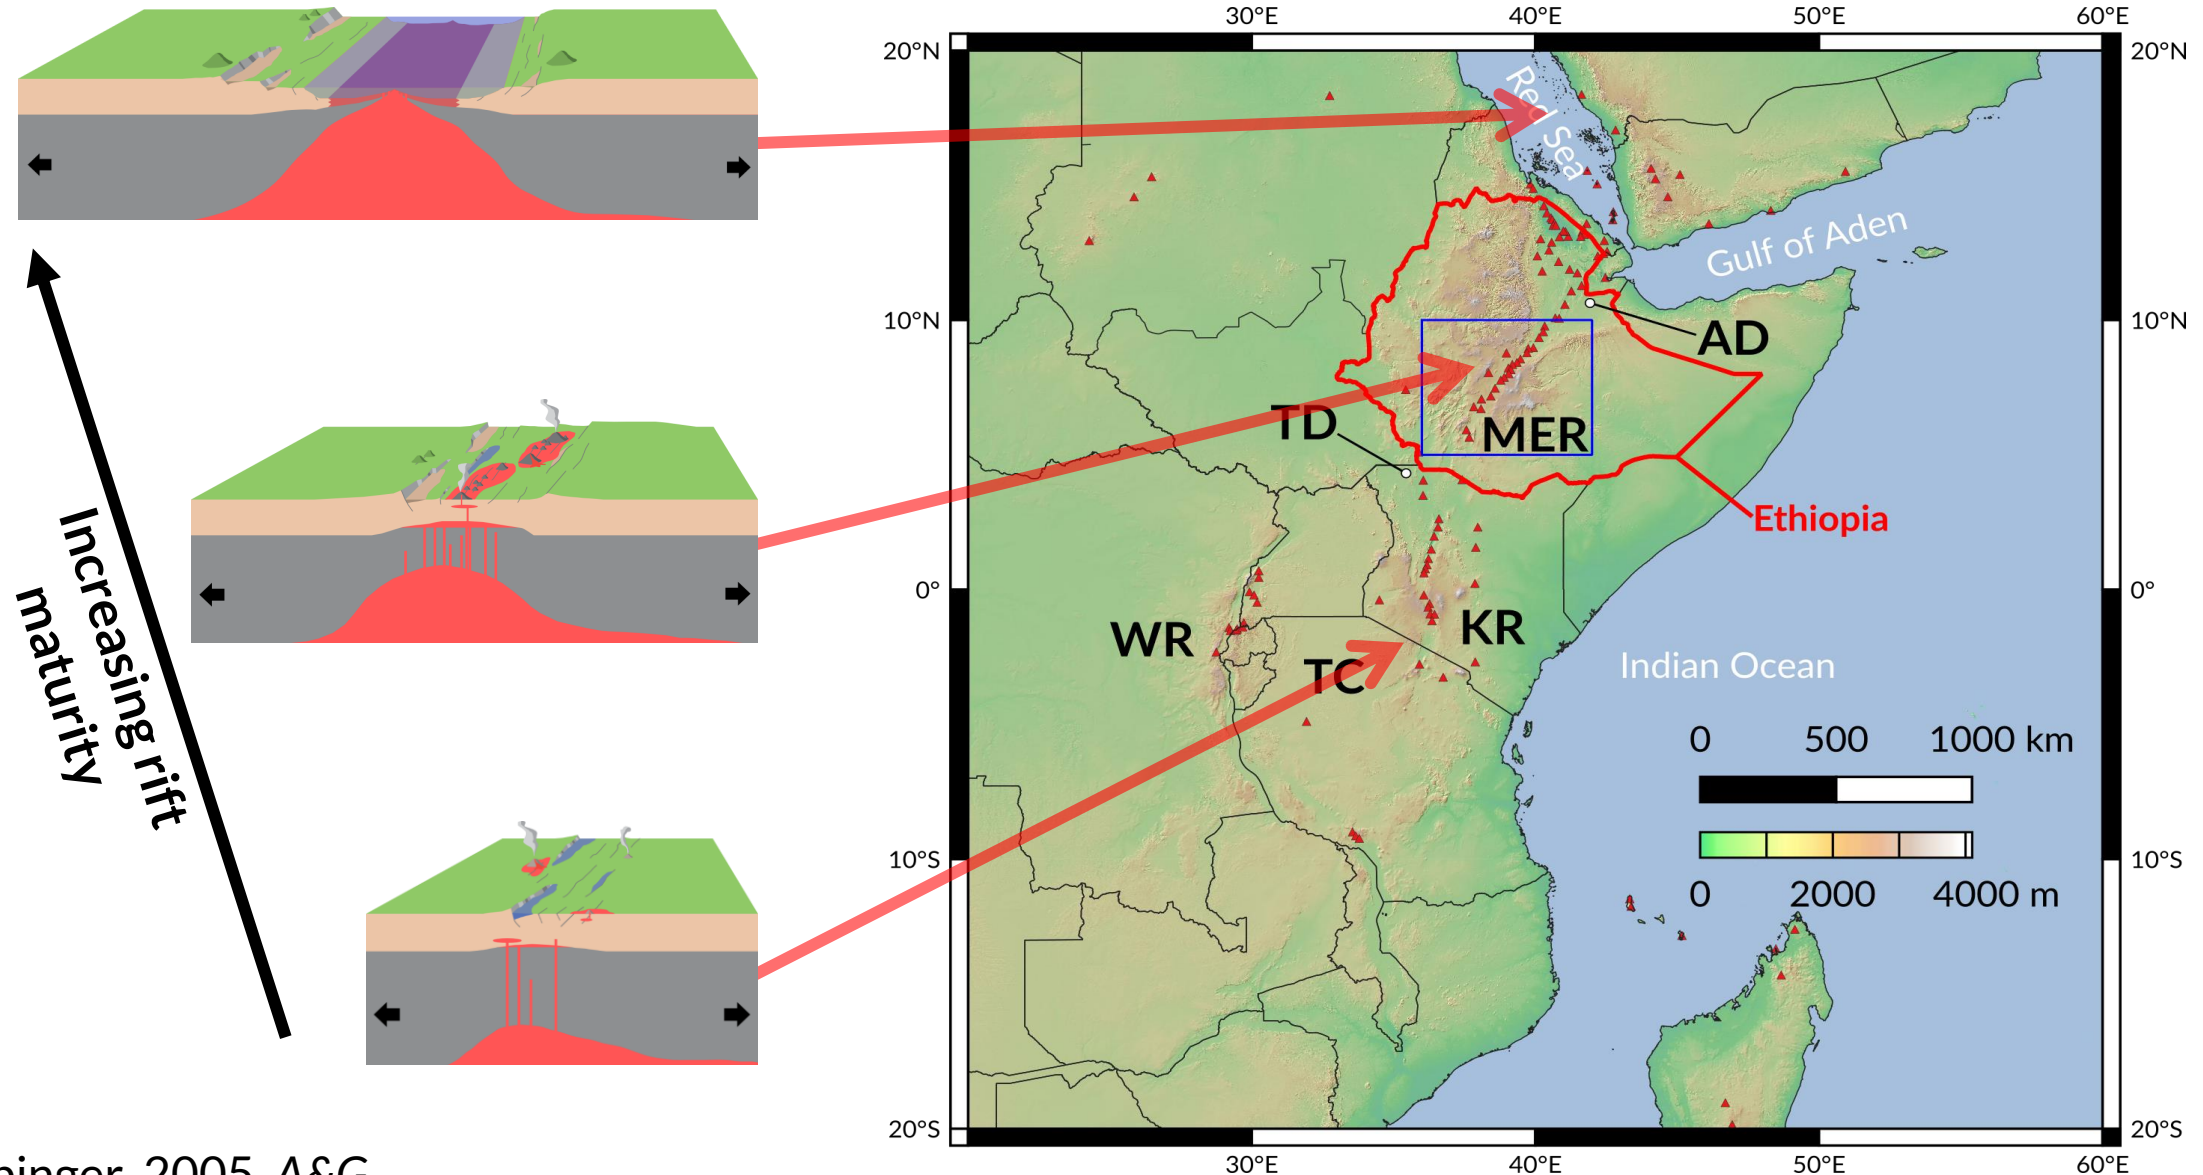 30°E 40°E 50°E 60°E
20°N 20°N
Red Sea
Gulf of Aden
10°N 10°N
AD
TD
MER
Ethiopia
Increasing rift
maturity
0° 0°
WR
KR
TC
Indian Ocean
0 500 1000 km
10°S 10°S
0 2000 4000 m
20°S 20°S
30°E 40°E 50°E 60°E
2005, A&G